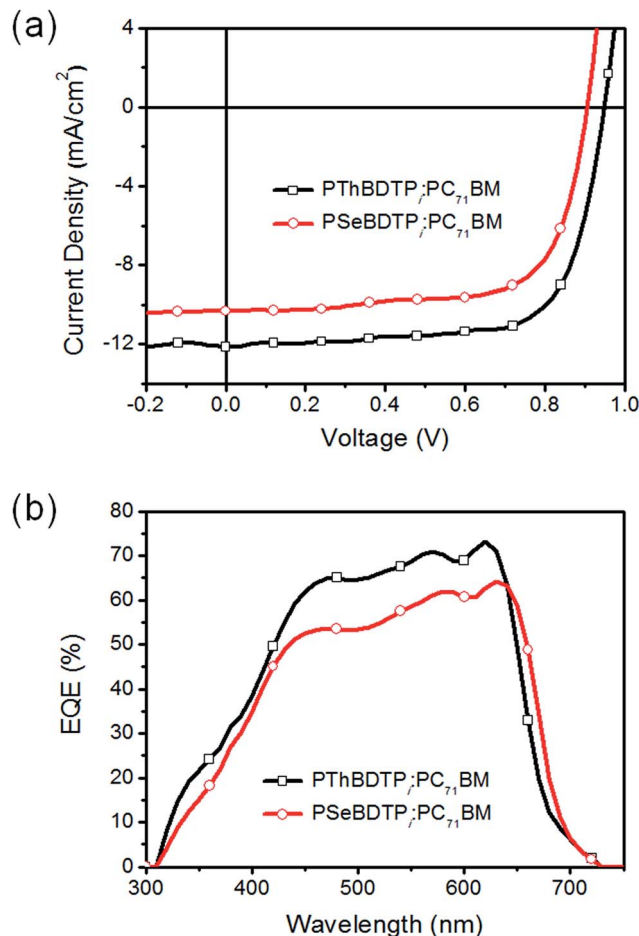 (a)
4
0
-4
-8
-12
Current Density (mA/cm²)
PThBDTPᵢ:PC₇₁BM
PSeBDTPᵢ:PC₇₁BM
-0.2 0.0 0.2 0.4 0.6 0.8 1.0
Voltage (V)
(b)
80
70
60
50
40
30
20
10
0
EQE (%)
PThBDTPᵢ:PC₇₁BM
PSeBDTPᵢ:PC₇₁BM
300 400 500 600 700
Wavelength (nm)